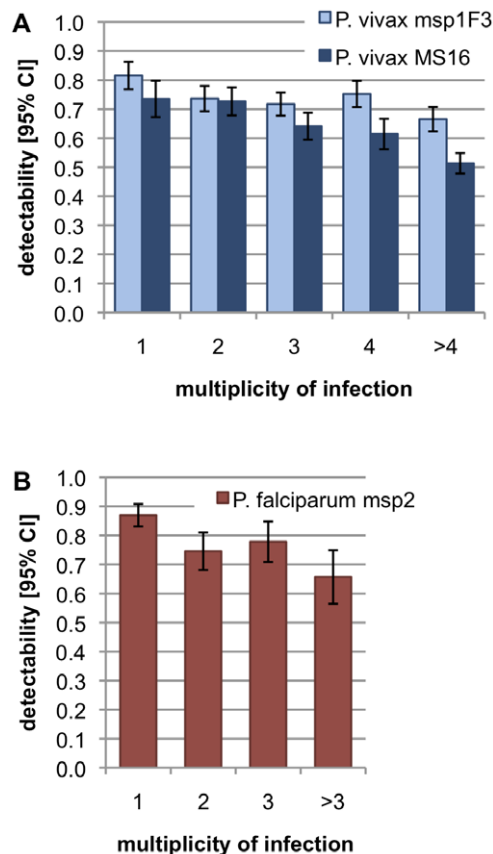 A
P. vivax msp1F3
P. vivax MS16
detectability [95% CI]
1.0
0.9
0.8
0.7
0.6
0.5
0.4
0.3
0.2
0.1
0.0
1 2 3 4 >4
multiplicity of infection
B
P. falciparum msp2
detectability [95% CI]
1.0
0.9
0.8
0.7
0.6
0.5
0.4
0.3
0.2
0.1
0.0
1 2 3 >3
multiplicity of infection